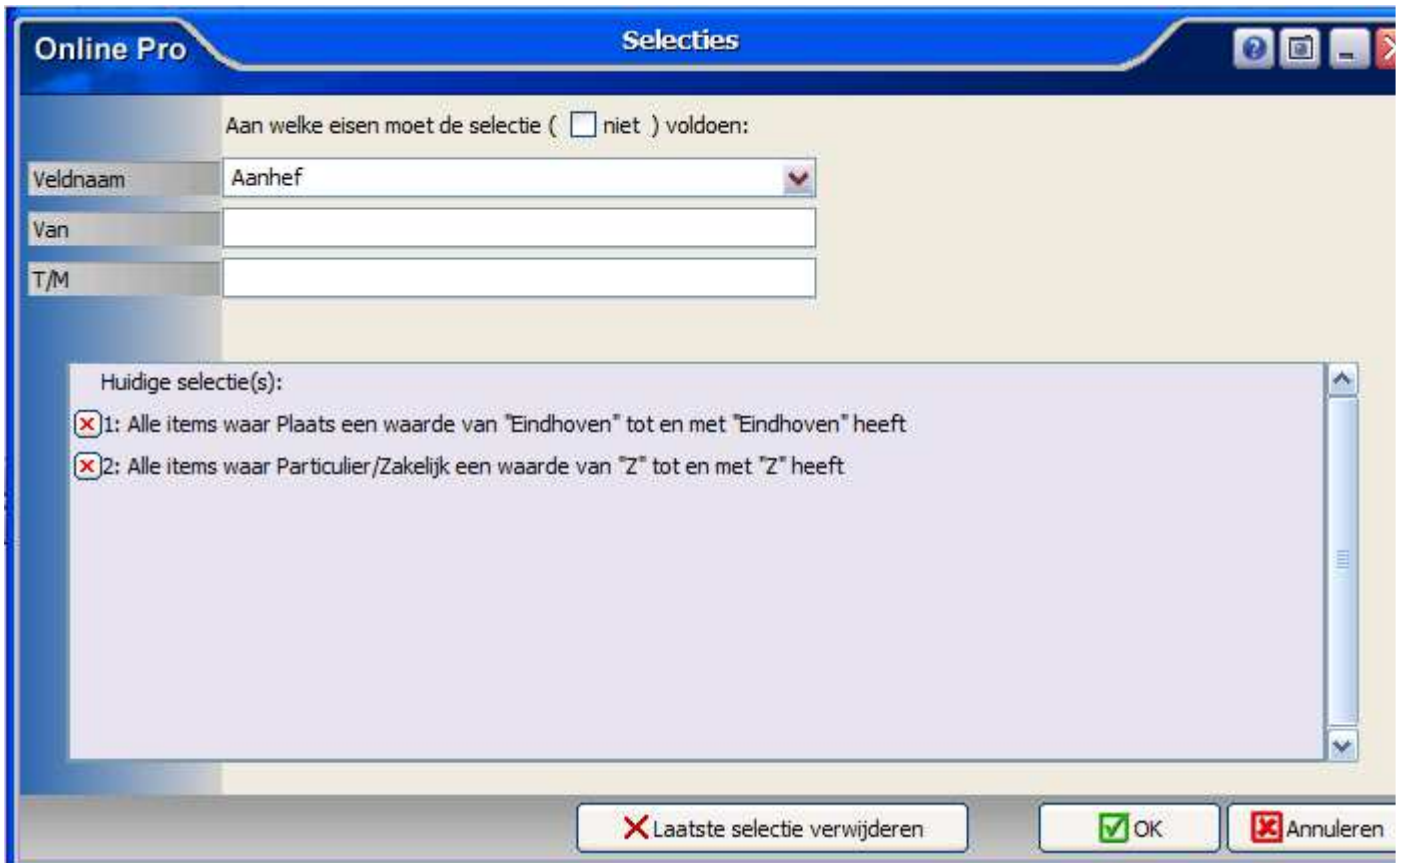 Online Pro
Selecties
Aan welke eisen moet de selectie ( niet ) voldoen:
Veldnaam
Aanhef
Van
T/M
Huidige selectie(s):
1: Alle items waar Plaats een waarde van "Eindhoven" tot en met "Eindhoven" heeft
2: Alle items waar Particulier/Zakelijk een waarde van "Z" tot en met "Z" heeft
Laatste selectie verwijderen
OK
Annuleren